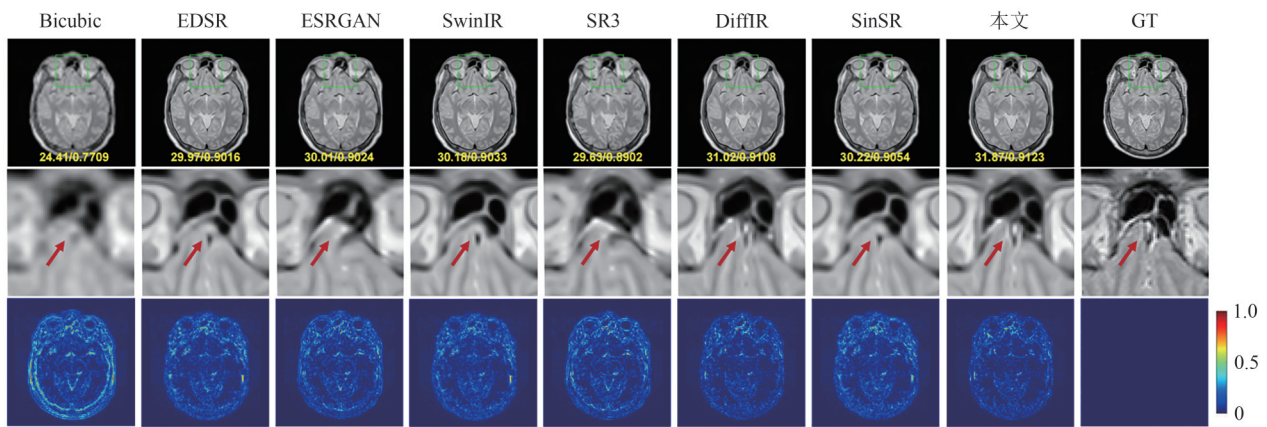 Bicubic EDSR ESRGAN SwinIR SR3 DiffIR SinSR 本文 GT
24.41/0.7709 29.97/0.9016 30.01/0.9024 30.18/0.9033 29.63/0.8902 31.02/0.9108 30.22/0.9054 31.87/0.9123
1.0
0.5
0